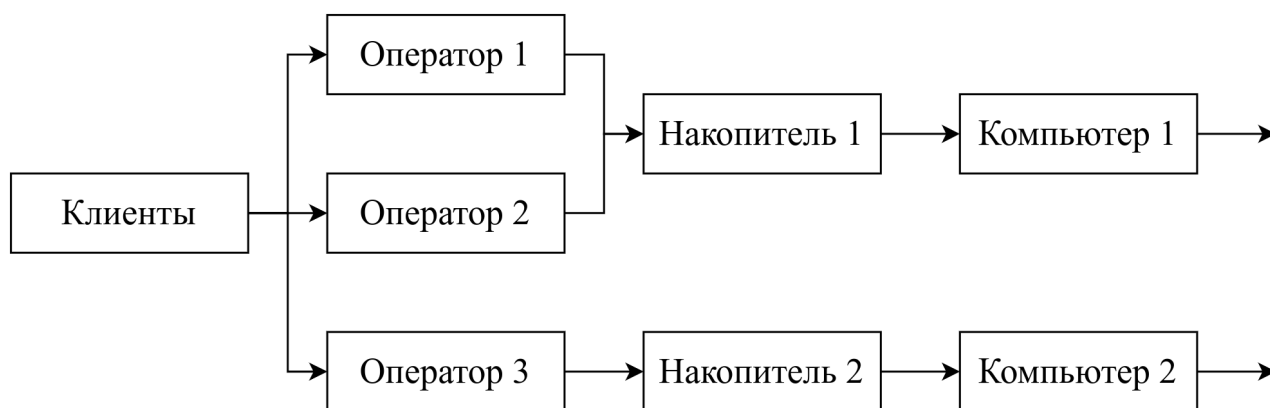 Оператор 1
Накопитель 1
Компьютер 1
Клиенты
Оператор 2
Оператор 3
Накопитель 2
Компьютер 2